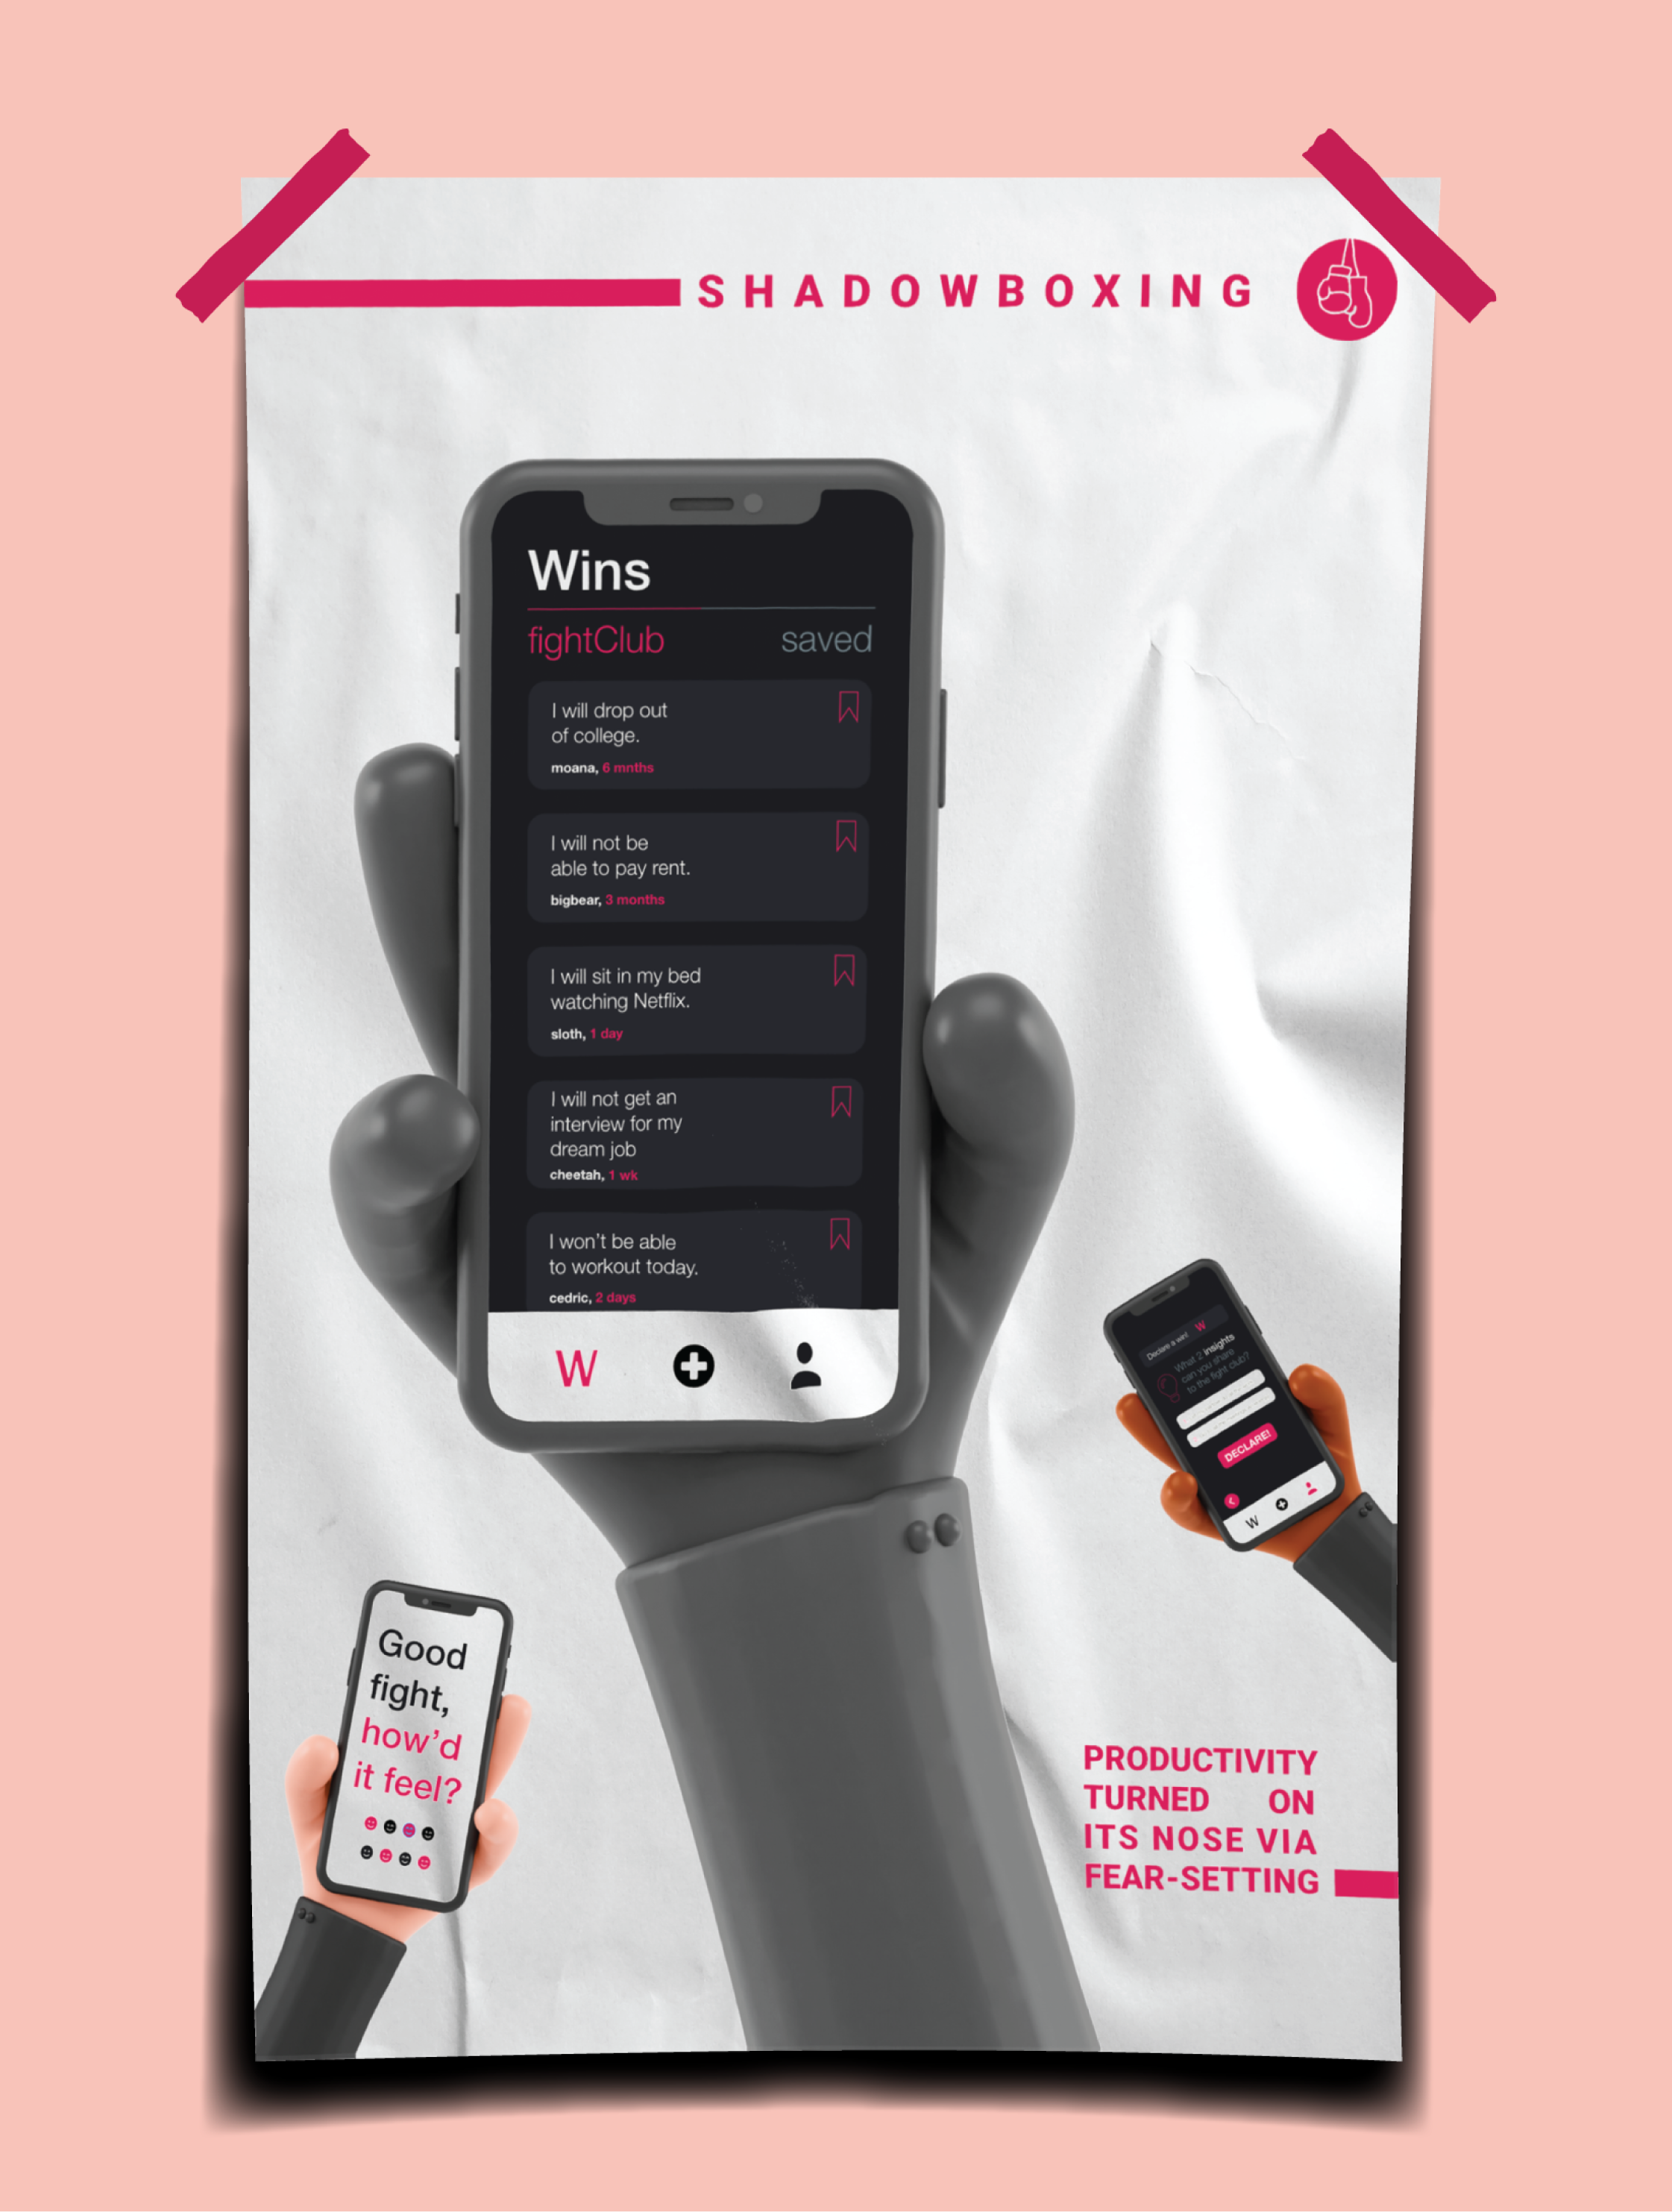 SHADOWBOXING
Wins
fightClub saved
I will drop out
of college.
moana, 6 mnths
I will not be
able to pay rent.
bigbear, 3 months
I will sit in my bed
watching Netflix.
sloth, 1 day
I will not get an
interview for my
dream job
cheetah, 1 wk
I won't be able
to workout today.
cedric, 2 days
W
Declare a win! W
What 2 insights
can you share
to the fight club?
DECLARE!
W
Good
fight,
how'd
it feel?
PRODUCTIVITY
TURNED ON
ITS NOSE VIA
FEAR-SETTING